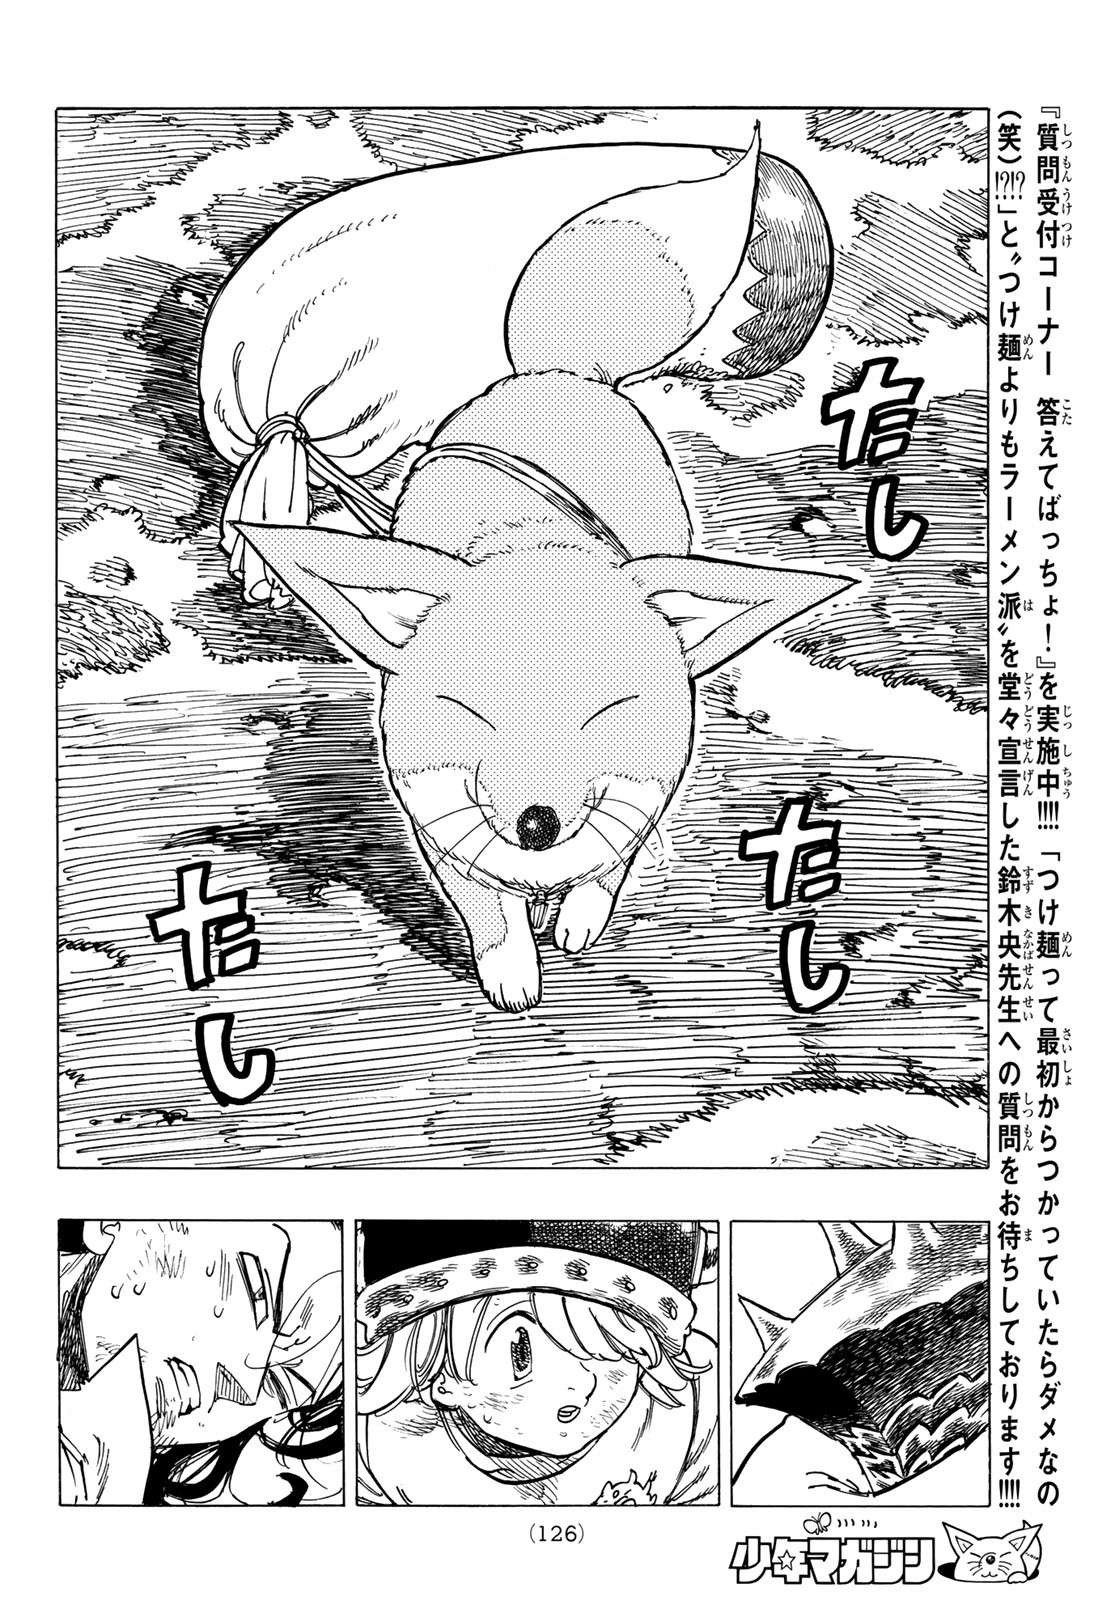 『質問受付コーナー 答えてばっちょ！』を実施中!!!!「つけ麺って最初からつかっていたらダメなの
(笑)!?!?」と〝つけ麺よりもラーメン派〟を堂々宣言した鈴木央先生への質問をお待ちしております!!!!
たし
たし
たし
(126)
少年マガジン